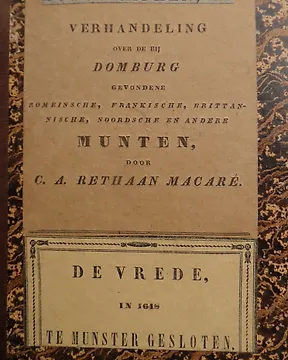 VERHANDELING
OVER DE BIJ
DOMBURG
GEVONDENE
ROMEINSCHE, FRANKISCHE, BRITTAN-
NISCHE, NOORDSCHE EN ANDERE
MUNTEN,
DOOR
C. A. RETHAAN MACARÉ.
DE VREDE,
IN 1648
TE MUNSTER GESLOTEN.